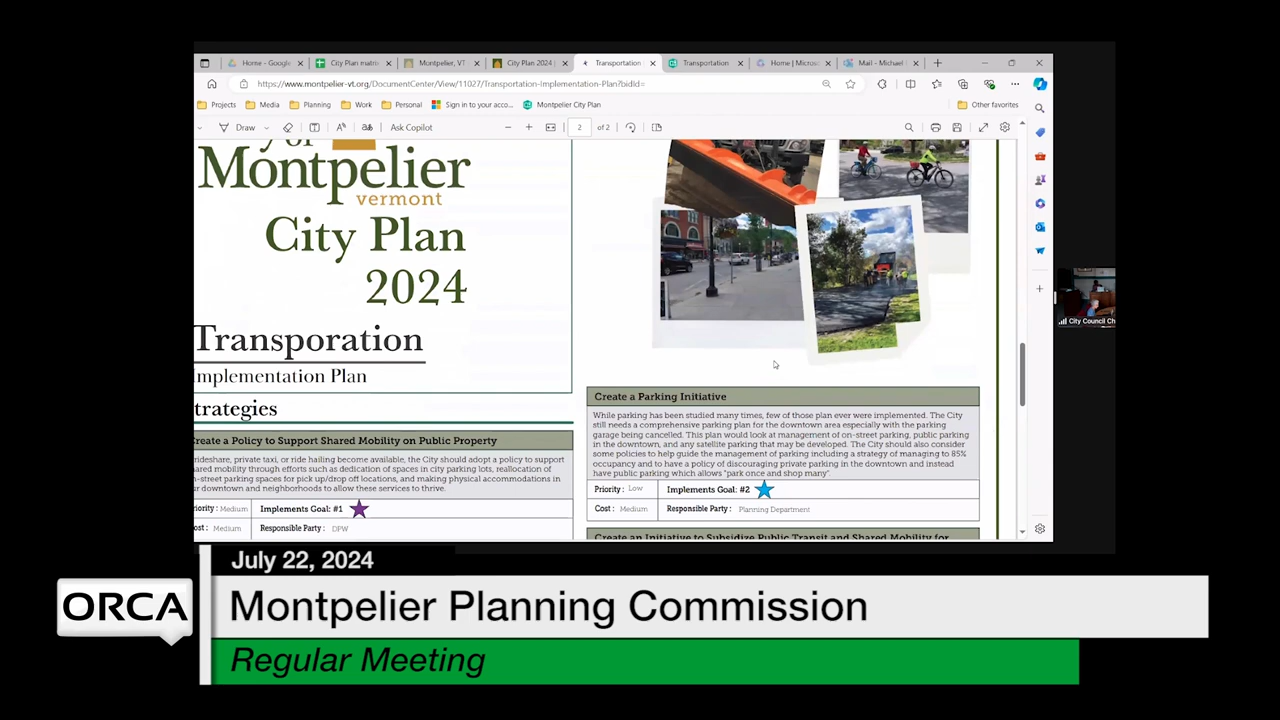 Home - Google
City Plan matrix
Montpelier, VT
City Plan 2024
Transportation
Transportation
Home | Micros
Mail - Michael
https://www.montpelier-vt.org/DocumentCenter/View/11027/Transportation-Implementation-Plan?bidId=
Projects
Media
Planning
Work
Personal
Sign in to your acco...
Montpelier City Plan
Other favorites
Draw
Ask Copilot
2
of 2
y of
Montpelier
vermont
City Plan
2024
Transporation
Implementation Plan
trategies
Create a Policy to Support Shared Mobility on Public Property
rideshare, private taxi, or ride hailing become available, the City should adopt a policy to support
ared mobility through efforts such as dedication of spaces in city parking lots, reallocation of
n-street parking spaces for pick up/drop off locations, and making physical accommodations in
r downtown and neighborhoods to allow these services to thrive.
riority: Medium
Implements Goal: #1
ost: Medium
Responsible Party: DPW
Create a Parking Initiative
While parking has been studied many times, few of those plan ever were implemented. The City
still needs a comprehensive parking plan for the downtown area especially with the parking
garage being cancelled. This plan would look at management of on-street parking, public parking
in the downtown, and any satellite parking that may be developed. The City should also consider
some policies to help guide the management of parking including a strategy of managing to 85%
occupancy and to have a policy of discouraging private parking in the downtown and instead
have public parking which allows "park once and shop many".
Priority: Low
Implements Goal: #2
Cost: Medium
Responsible Party: Planning Department
Create an Initiative to Subsidize Public Transit and Shared Mobility for
City Council Ch
July 22, 2024
ORCA
Montpelier Planning Commission
Regular Meeting